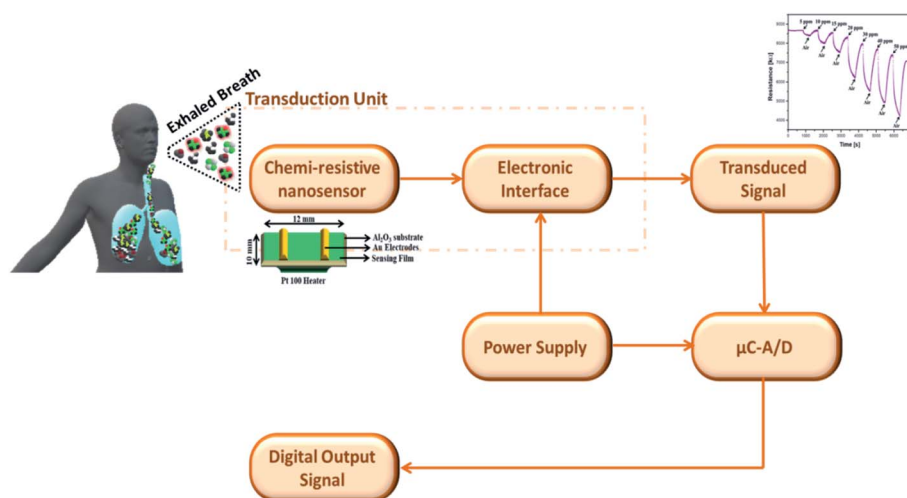 Exhaled Breath
Transduction Unit
Chemi-resistive
nanosensor
Electronic
Interface
Transduced
Signal
12 mm
10 mm
Al₂O₃ substrate
Au Electrodes
Sensing Film
Pt 100 Heater
Power Supply
µC-A/D
Digital Output
Signal
5 ppm
10 ppm
15 ppm
20 ppm
30 ppm
40 ppm
50 ppm
Air
Air
Air
Air
Air
Air
Air
Time [s]